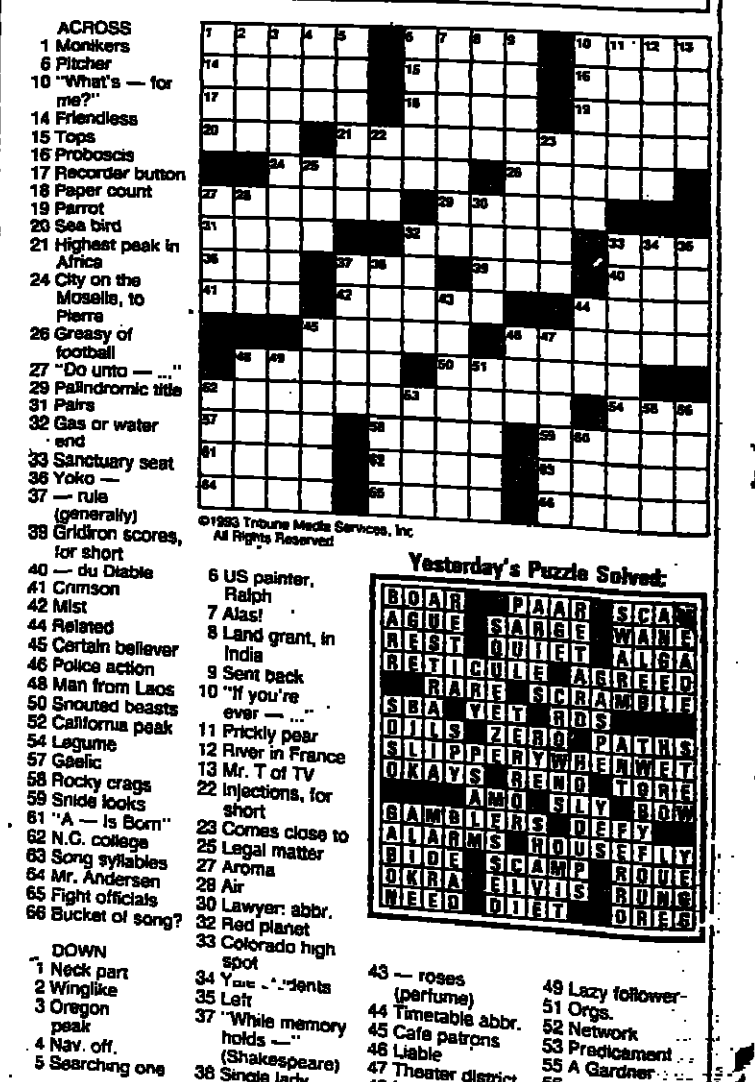 ACROSS
1 Monikers
6 Pitcher
10 "What's — for
me?"
14 Friendless
15 Tops
16 Proboscis
17 Recorder button
18 Paper count
19 Parrot
20 Sea bird
21 Highest peak in
Africa
24 City on the
Moselle, to
Pierre
26 Greasy of
football
27 "Do unto — ..."
29 Palindromic title
31 Pairs
32 Gas or water
end
33 Sanctuary seat
36 Yoko —
37 — rule
(generally)
39 Gridiron scores,
for short
40 — du Diable
41 Crimson
42 Mist
44 Related
45 Certain believer
46 Police action
48 Man from Laos
50 Snouted beasts
52 California peak
54 Legume
57 Gaelic
58 Rocky crags
59 Snide looks
61 "A — Is Born"
62 N.C. college
63 Song syllables
64 Mr. Andersen
65 Fight officials
66 Bucket of song?
DOWN
1 Neck part
2 Winglike
3 Oregon
peak
4 Nav. off.
5 Searching one
©1993 Tribune Media Services, Inc
All Rights Reserved
6 US painter,
Ralph
7 Alas!
8 Land grant, in
India
9 Sent back
10 "If you're
ever — ..."
11 Prickly pear
12 River in France
13 Mr. T of TV
22 Injections, for
short
23 Comes close to
25 Legal matter
27 Aroma
28 Air
30 Lawyer: abbr.
32 Red planet
33 Colorado high
spot
34
35 Left
37 "While memory
holds —"
(Shakespeare)
38 Single lady
Yesterday's Puzzle Solved:
BOAR PAAR SCAN
AGUE SARGE WANE
REST QUIET ALGA
RETICULE AGREED
RARE SCRAMBLE
SBA YET RDS
OILS ZERO PATHS
SLIPPERYWHENWET
OKAYS RENO TORE
AMO SLY BOW
GAMBLERS DEFY
ALARMS HOUSEFLY
BIDE SCAMP ROUE
OKRA ELVIS RUNG
NEED DIET ORES
43 — roses
(perfume)
44 Timetable abbr.
45 Cafe patrons
46 Liable
47 Theater district
49 Lazy follower
51 Orgs.
52 Network
53 Predicament
55 A Gardner